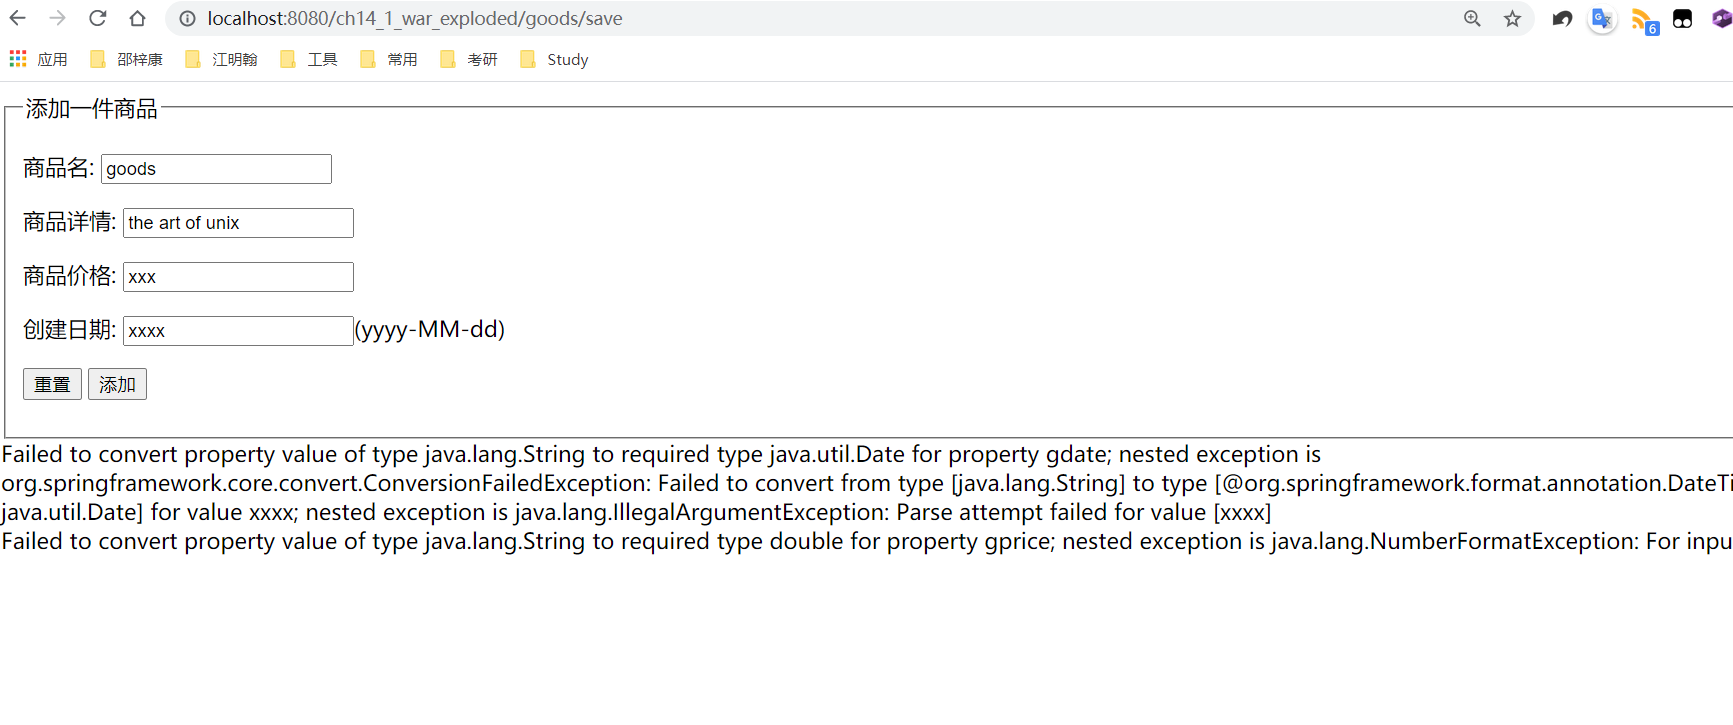 localhost:8080/ch14_1_war_exploded/goods/save
6
应用 邵梓康 江明翰 工具 常用 考研 Study
添加一件商品
商品名: goods
商品详情: the art of unix
商品价格: xxx
创建日期: xxxx (yyyy-MM-dd)
重置 添加
Failed to convert property value of type java.lang.String to required type java.util.Date for property gdate; nested exception is
org.springframework.core.convert.ConversionFailedException: Failed to convert from type [java.lang.String] to type [@org.springframework.format.annotation.DateTi
java.util.Date] for value xxxx; nested exception is java.lang.IllegalArgumentException: Parse attempt failed for value [xxxx]
Failed to convert property value of type java.lang.String to required type double for property gprice; nested exception is java.lang.NumberFormatException: For inpu